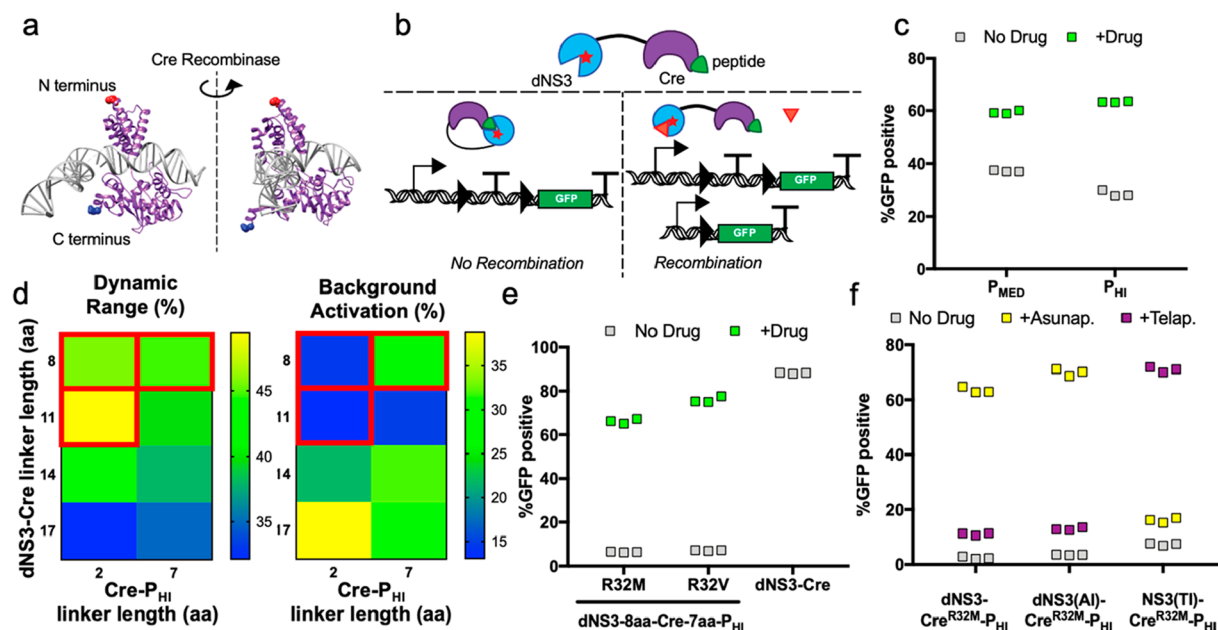 a
Cre Recombinase
N terminus
C terminus
b
dNS3
Cre
peptide
GFP
No Recombination
GFP
GFP
Recombination
c
No Drug
+Drug
%GFP positive
80
60
40
20
0
PMED
PHI
d
Dynamic
Range (%)
Background
Activation (%)
dNS3-Cre linker length (aa)
8
11
14
17
2
7
Cre-PHI
linker length (aa)
45
40
35
8
11
14
17
2
7
Cre-PHI
linker length (aa)
35
30
25
20
15
e
No Drug
+Drug
%GFP positive
100
80
60
40
20
0
R32M
R32V
dNS3-Cre
dNS3-8aa-Cre-7aa-PHI
f
No Drug
+Asunap.
+Telap.
%GFP positive
80
60
40
20
0
dNS3-
CreR32M-PHI
dNS3(AI)-
CreR32M-PHI
NS3(TI)-
CreR32M-PHI